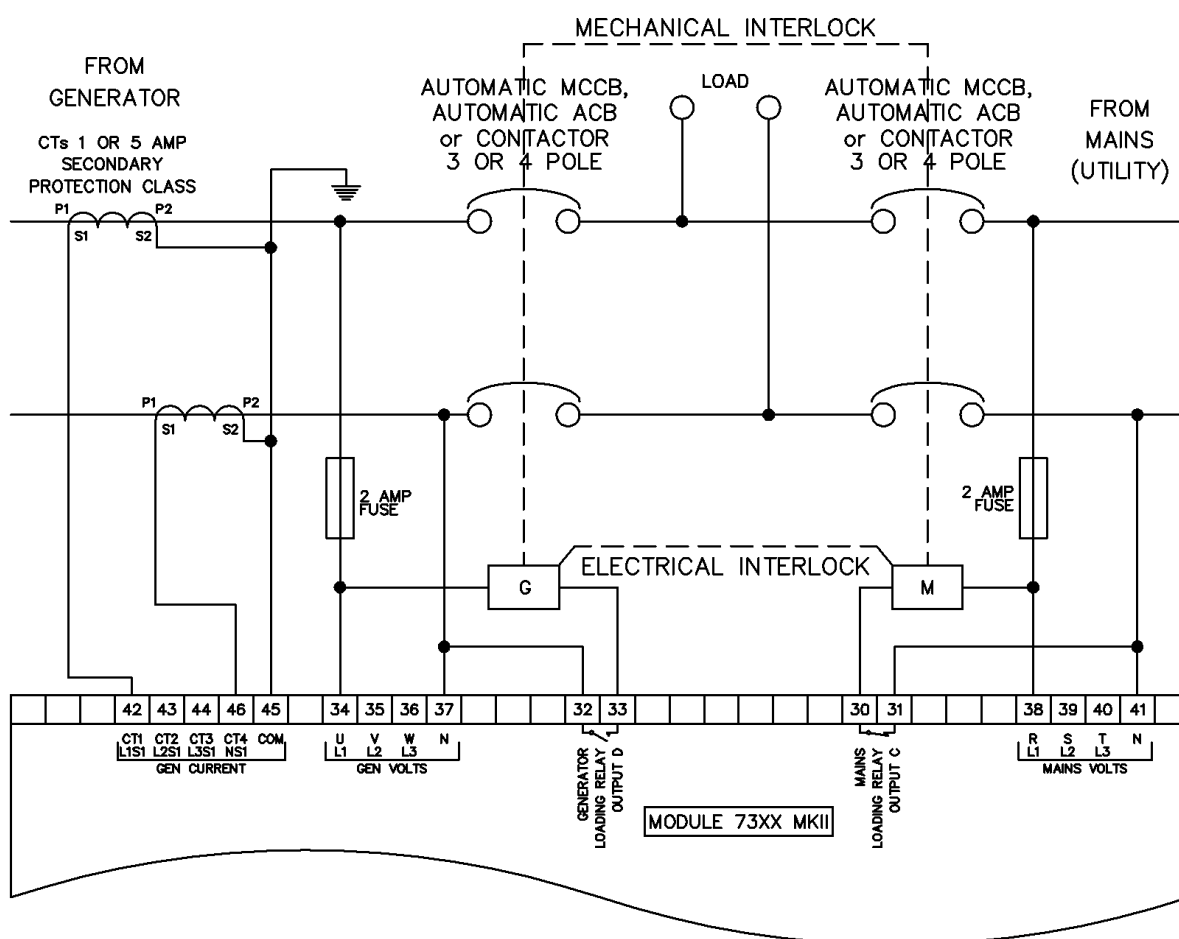 MECHANICAL INTERLOCK
FROM
GENERATOR
CTs 1 OR 5 AMP
SECONDARY
PROTECTION CLASS
AUTOMATIC MCCB,
AUTOMATIC ACB
or CONTACTOR
3 OR 4 POLE
LOAD
AUTOMATIC MCCB,
AUTOMATIC ACB
or CONTACTOR
3 OR 4 POLE
FROM
MAINS
(UTILITY)
P1 P2
S1 S2
P1 P2
S1 S2
2 AMP
FUSE
2 AMP
FUSE
ELECTRICAL INTERLOCK
G
M
42 43 44 46 45 34 35 36 37 32 33 30 31 38 39 40 41
CT1 CT2 CT3 CT4 COM
L1S1 L2S1 L3S1 NS1
GEN CURRENT
U V W N
L1 L2 L3
GEN VOLTS
GENERATOR
LOADING RELAY
OUTPUT D
MAINS
LOADING RELAY
OUTPUT C
R S T N
L1 L2 L3
MAINS VOLTS
MODULE 73XX MKII